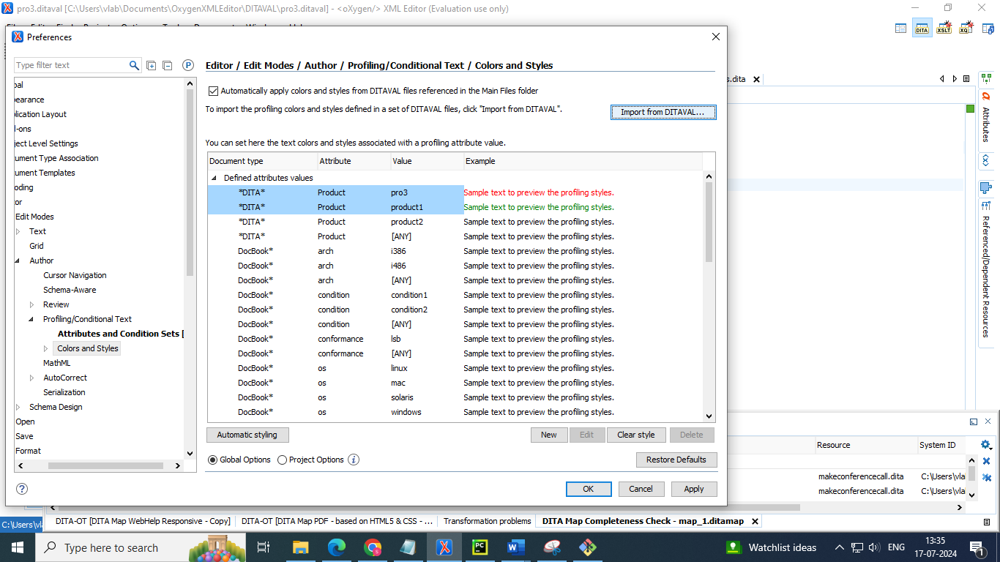 pro3.ditaval [C:\Users\vlab\Documents\OxygenXMLEditor\DITAVAL\pro3.ditaval] - <oXygen/> XML Editor (Evaluation use only)
Preferences
DITA
XSLT
XQ
Type filter text
P
Editor / Edit Modes / Author / Profiling/Conditional Text / Colors and Styles
s.dita
bal
Automatically apply colors and styles from DITAVAL files referenced in the Main Files folder
earance
lication Layout
To import the profiling colors and styles defined in a set of DITAVAL files, click "Import from DITAVAL".
Import from DITAVAL...
l-ons
ject Level Settings
You can set here the text colors and styles associated with a profiling attribute value.
ument Type Association
Document type Attribute Value Example
ument Templates
Defined attributes values
oding
*DITA* Product pro3 Sample text to preview the profiling styles.
or
*DITA* Product product1 Sample text to preview the profiling styles.
Edit Modes
*DITA* Product product2 Sample text to preview the profiling styles.
Text
*DITA* Product [ANY] Sample text to preview the profiling styles.
Grid
DocBook* arch i386 Sample text to preview the profiling styles.
Author
DocBook* arch i486 Sample text to preview the profiling styles.
Cursor Navigation
DocBook* arch [ANY] Sample text to preview the profiling styles.
Schema-Aware
DocBook* condition condition1 Sample text to preview the profiling styles.
Review
DocBook* condition condition2 Sample text to preview the profiling styles.
Profiling/Conditional Text
DocBook* condition [ANY] Sample text to preview the profiling styles.
Attributes and Condition Sets [
DocBook* conformance lsb Sample text to preview the profiling styles.
Colors and Styles
DocBook* conformance [ANY] Sample text to preview the profiling styles.
MathML
DocBook* os linux Sample text to preview the profiling styles.
AutoCorrect
DocBook* os mac Sample text to preview the profiling styles.
Serialization
DocBook* os solaris Sample text to preview the profiling styles.
Schema Design
DocBook* os windows Sample text to preview the profiling styles.
Open
Save
Format
Automatic styling New Edit Clear style Delete
Global Options Project Options
Restore Defaults
OK Cancel Apply
Attributes
Referenced/Dependent Resources
Resource System ID
makeconferencecall.dita C:\Users\vla
makeconferencecall.dita C:\Users\vla
C:\Users\vla
DITA-OT [DITA Map WebHelp Responsive - Copy] DITA-OT [DITA Map PDF - based on HTML5 & CSS - ... Transformation problems DITA Map Completeness Check - map_1.ditamap
Type here to search
PC
W
Watchlist ideas
ENG
13:35
17-07-2024
1